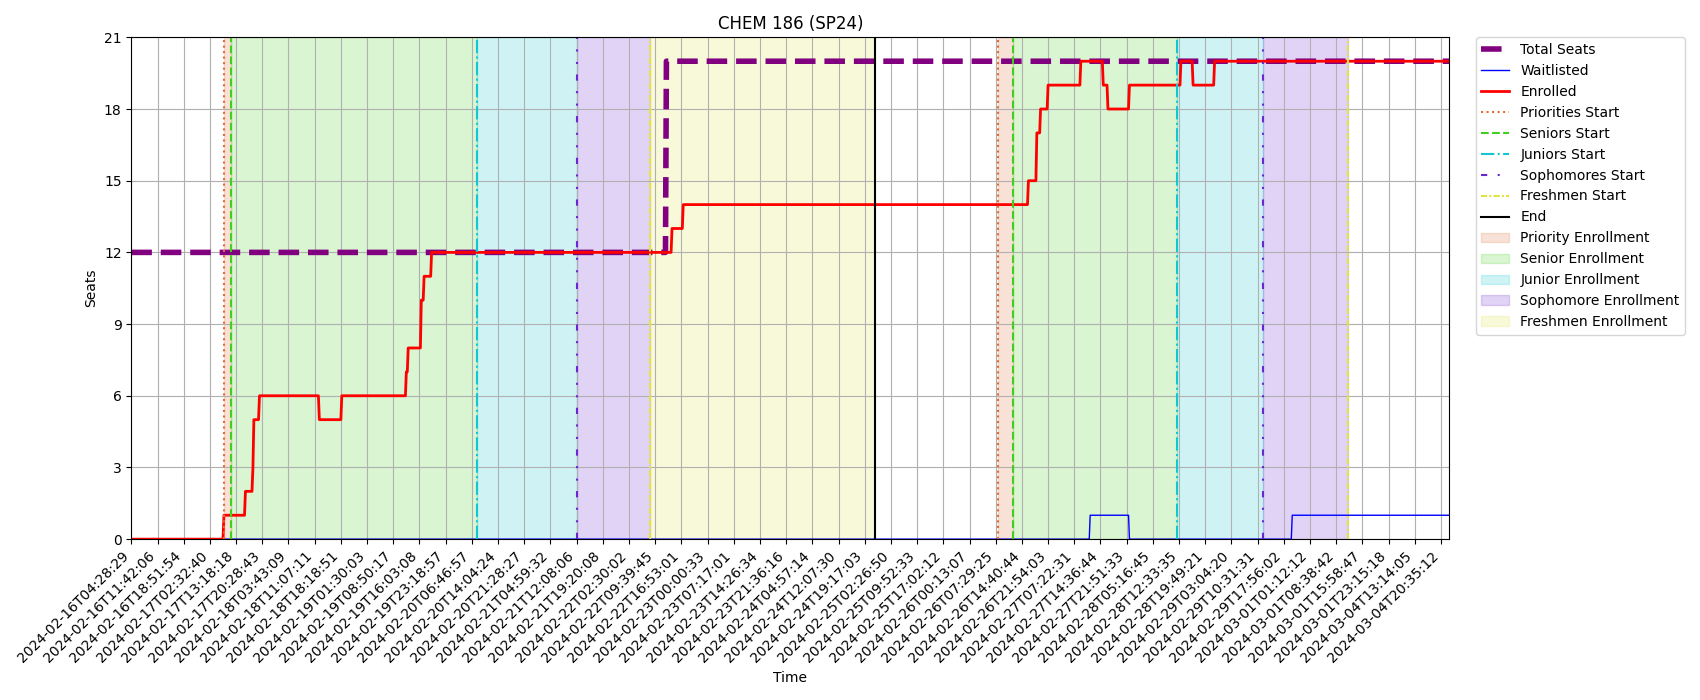 CHEM 186 (SP24)
21
18
15
12
9
6
3
0
Seats
2024-02-16T04:28:29
2024-02-16T11:42:06
2024-02-16T18:51:54
2024-02-17T02:32:40
2024-02-17T13:18:18
2024-02-17T20:28:43
2024-02-18T03:43:09
2024-02-18T11:07:11
2024-02-18T18:18:51
2024-02-19T01:30:03
2024-02-19T08:50:17
2024-02-19T16:03:08
2024-02-19T23:18:57
2024-02-20T06:46:57
2024-02-20T14:04:24
2024-02-20T21:28:27
2024-02-21T04:59:32
2024-02-21T12:08:06
2024-02-21T19:20:08
2024-02-22T02:30:02
2024-02-22T09:39:45
2024-02-22T16:53:01
2024-02-23T00:00:33
2024-02-23T07:17:01
2024-02-23T14:26:34
2024-02-23T21:36:16
2024-02-24T04:57:14
2024-02-24T12:07:30
2024-02-24T19:17:03
2024-02-25T02:26:50
2024-02-25T09:52:33
2024-02-25T17:02:12
2024-02-26T00:13:07
2024-02-26T07:29:25
2024-02-26T14:40:44
2024-02-26T21:54:03
2024-02-27T07:22:31
2024-02-27T14:36:44
2024-02-27T21:51:33
2024-02-28T05:16:45
2024-02-28T12:33:35
2024-02-28T19:49:21
2024-02-29T03:04:20
2024-02-29T10:31:31
2024-02-29T17:56:02
2024-03-01T01:12:12
2024-03-01T08:38:42
2024-03-01T15:58:47
2024-03-01T23:15:18
2024-03-04T13:14:05
2024-03-04T20:35:12
Time
Total Seats
Waitlisted
Enrolled
Priorities Start
Seniors Start
Juniors Start
Sophomores Start
Freshmen Start
End
Priority Enrollment
Senior Enrollment
Junior Enrollment
Sophomore Enrollment
Freshmen Enrollment